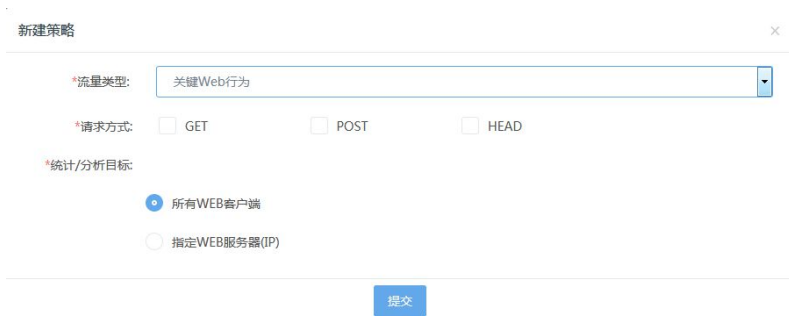 新建策略 ×
*流量类型: 关键Web行为
*请求方式: GET POST HEAD
*统计/分析目标:
所有WEB客户端
指定WEB服务器(IP)
提交